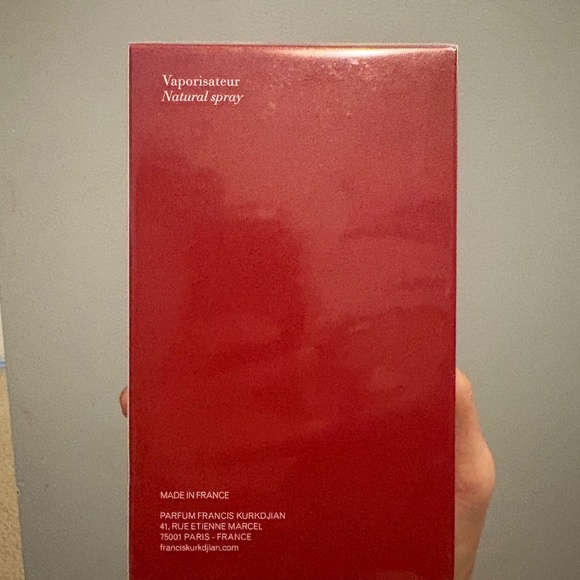 Vaporisateur
Natural spray
MADE IN FRANCE
PARFUM FRANCIS KURKDJIAN
41, RUE ETIENNE MARCEL
75001 PARIS - FRANCE
franciskurkdjian.com